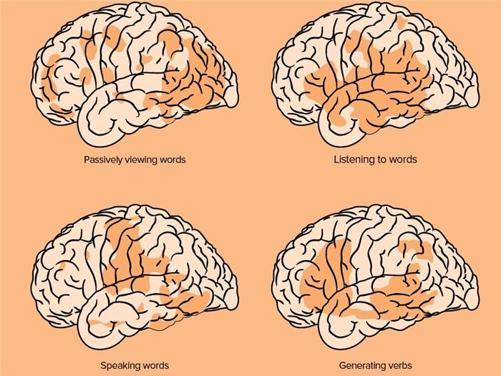 Passively viewing words
Listening to words
Speaking words
Generating verbs